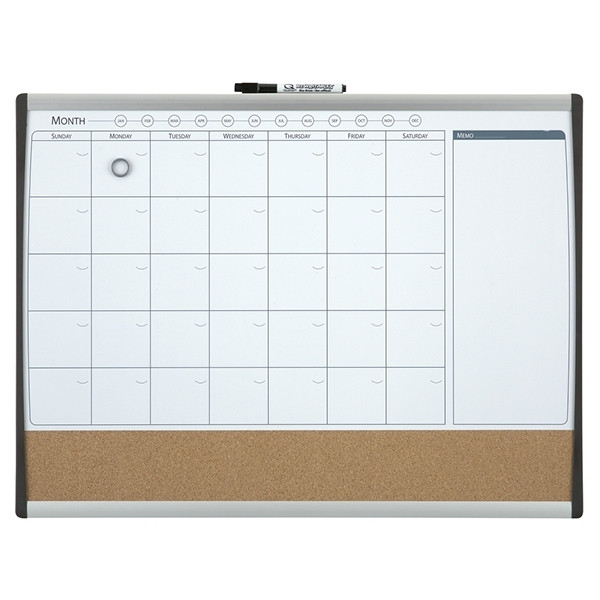 MONTH JAN FEB MAR APR MAY JUN JUL AUG SEP OCT NOV DEC
SUNDAY MONDAY TUESDAY WEDNESDAY THURSDAY FRIDAY SATURDAY MEMO